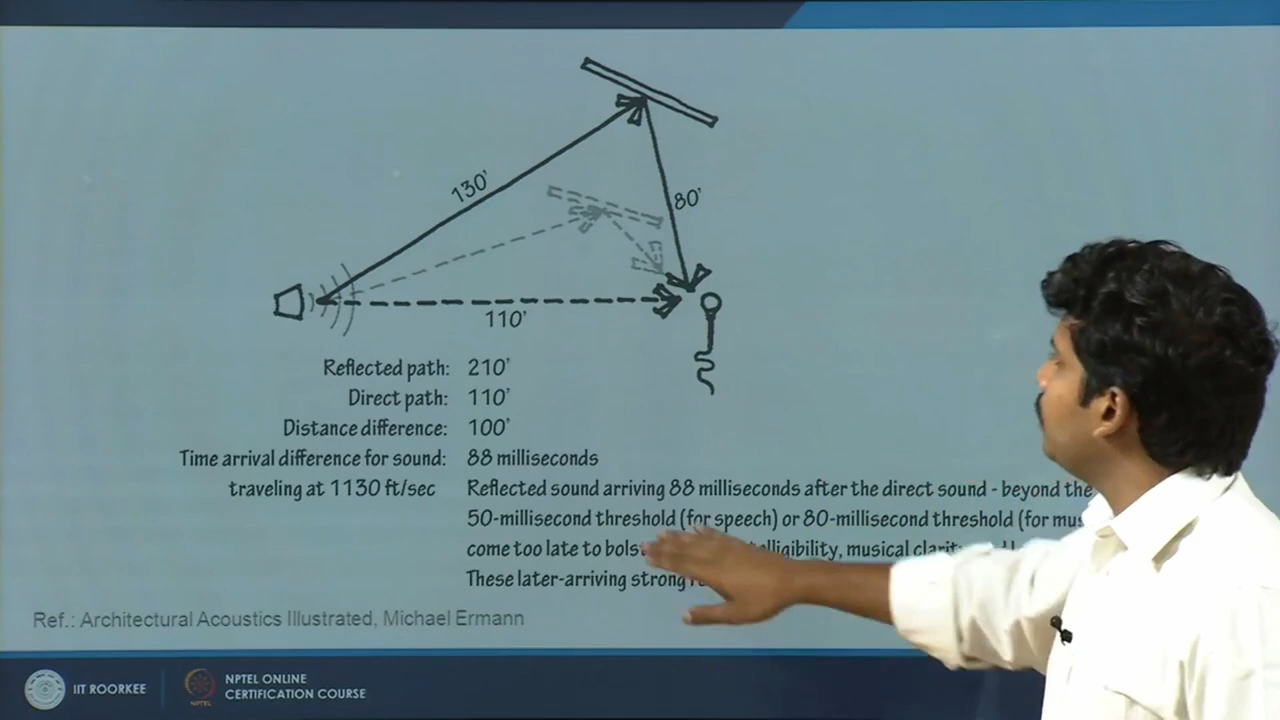 130'
80'
110'
Reflected path: 210'
Direct path: 110'
Distance difference: 100'
Time arrival difference for sound: 88 milliseconds
traveling at 1130 ft/sec Reflected sound arriving 88 milliseconds after the direct sound - beyond the
50-millisecond threshold (for speech) or 80-millisecond threshold (for
come too late to musical
These later-arriving strong
Ref.: Architectural Acoustics Illustrated, Michael Ermann
IIT ROORKEE
NPTEL
NPTEL ONLINE
CERTIFICATION COURSE